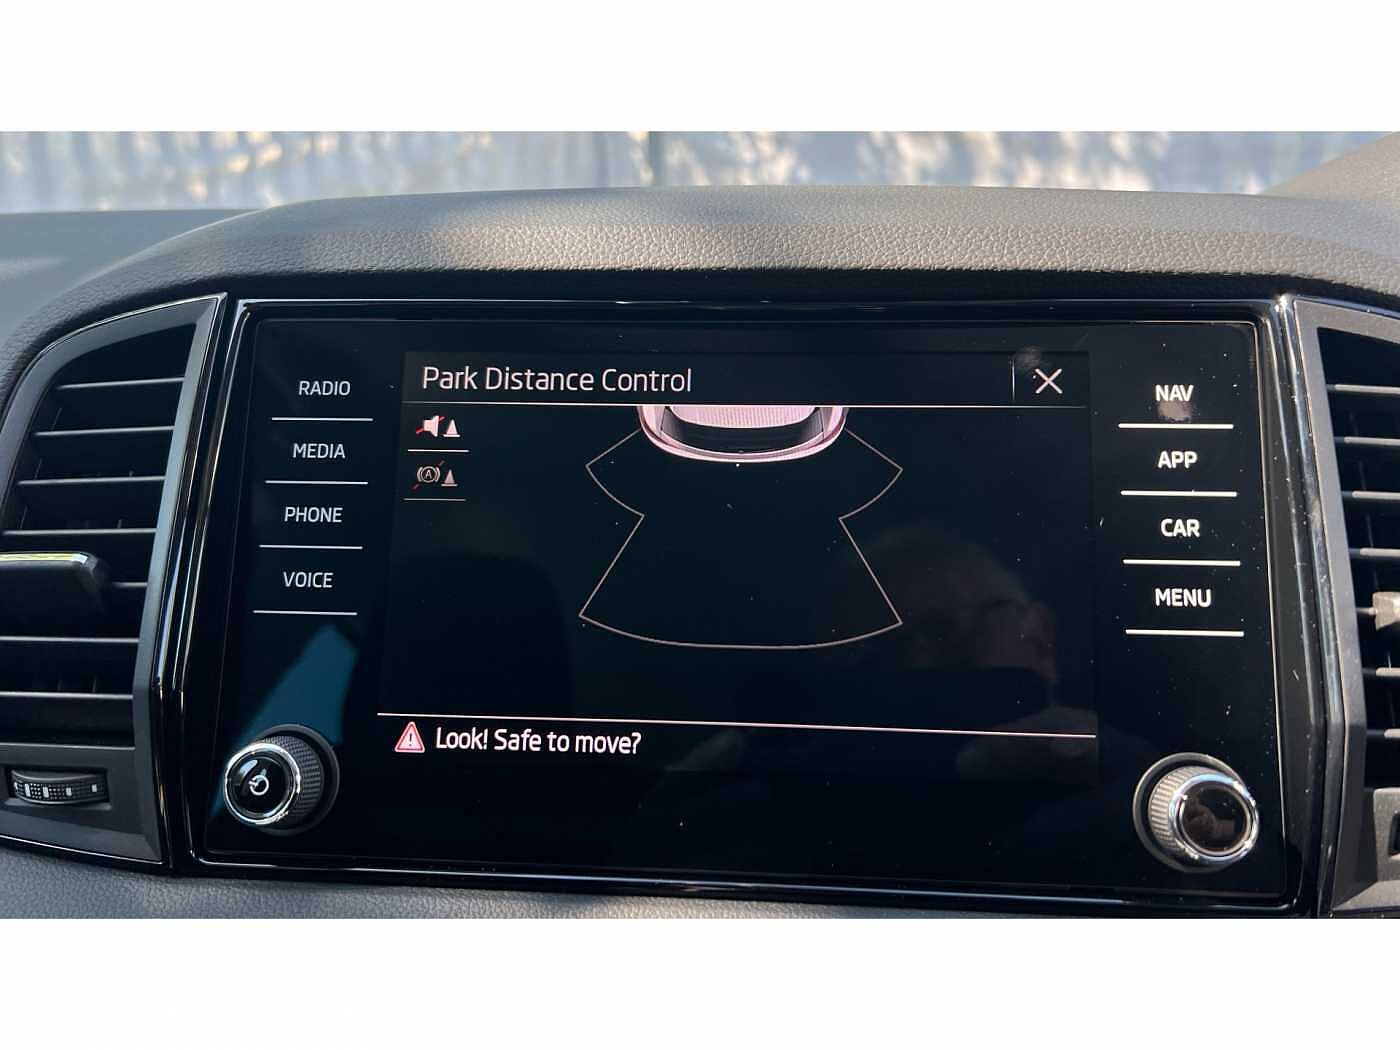 Park Distance Control
RADIO
MEDIA
PHONE
VOICE
A
NAV
APP
CAR
MENU
Look! Safe to move?